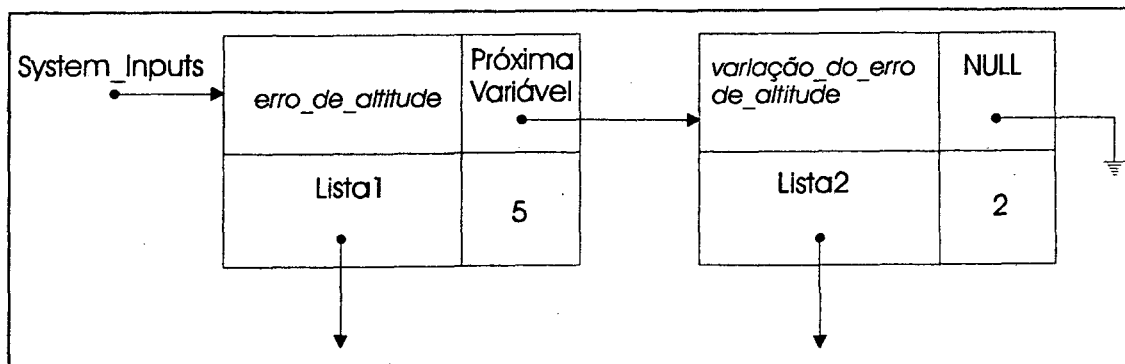 System_Inputs
erro_de_altitude
Próxima
Variável
variação_do_erro
de_altitude
NULL
Lista1
5
Lista2
2